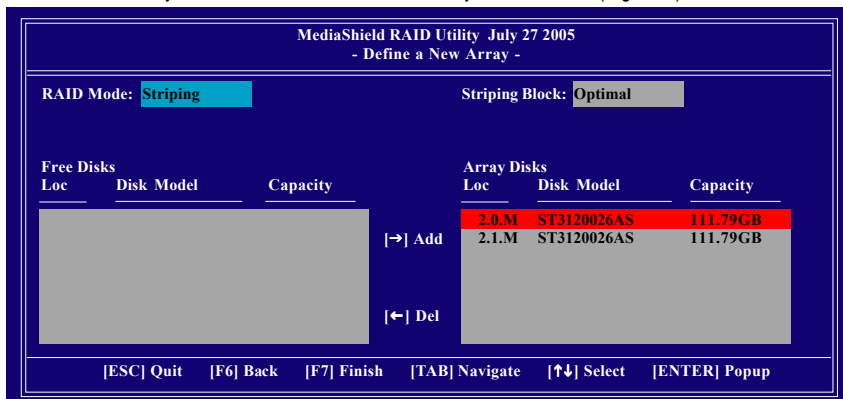 MediaShield RAID Utility July 27 2005
- Define a New Array -
RAID Mode: Striping Striping Block: Optimal
Free Disks Array Disks
Loc Disk Model Capacity Loc Disk Model Capacity
2.0.M ST3120026AS 111.79GB
[→] Add 2.1.M ST3120026AS 111.79GB
[←] Del
[ESC] Quit [F6] Back [F7] Finish [TAB] Navigate [↑↓] Select [ENTER] Popup